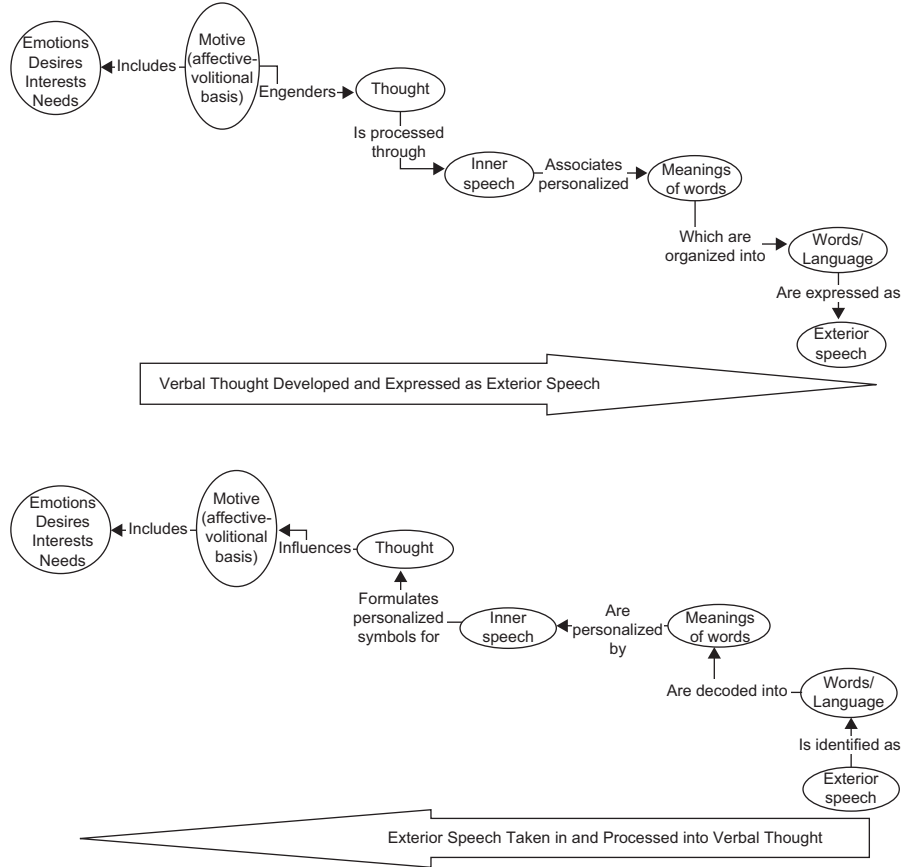 Emotions
Desires
Interests
Needs
Includes
Motive
(affective-
volitional
basis)
Engenders
Thought
Is processed
through
Inner
speech
Associates
personalized
Meanings
of words
Which are
organized into
Words/
Language
Are expressed as
Exterior
speech
Verbal Thought Developed and Expressed as Exterior Speech
Emotions
Desires
Interests
Needs
Includes
Motive
(affective-
volitional
basis)
Influences
Thought
Formulates
personalized
symbols for
Inner
speech
Are
personalized
by
Meanings
of words
Are decoded into
Words/
Language
Is identified as
Exterior
speech
Exterior Speech Taken in and Processed into Verbal Thought